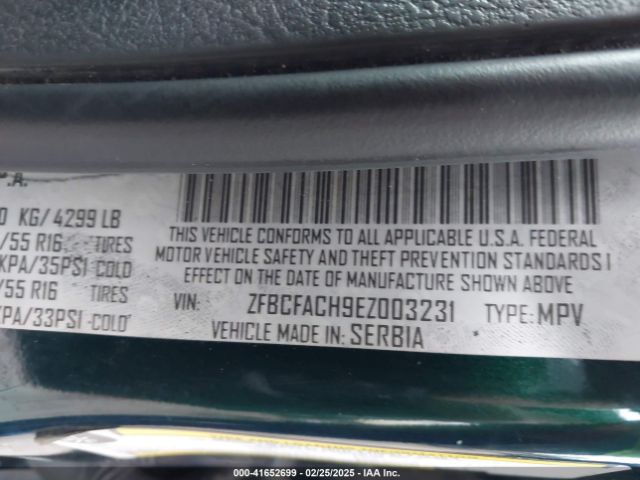 P.A.
0 KG/ 4299 LB
/55 R16 TIRES
KPA/35PSI COLD
/55 R16 TIRES
KPA/33PSI COLD
THIS VEHICLE CONFORMS TO ALL APPLICABLE U.S.A. FEDERAL
MOTOR VEHICLE SAFETY AND THEFT PREVENTION STANDARDS I
EFFECT ON THE DATE OF MANUFACTURE SHOWN ABOVE
VIN: ZFBCFACH9EZ003231 TYPE: MPV
VEHICLE MADE IN: SERBIA
000-41652699 - 02/25/2025 - IAA Inc.